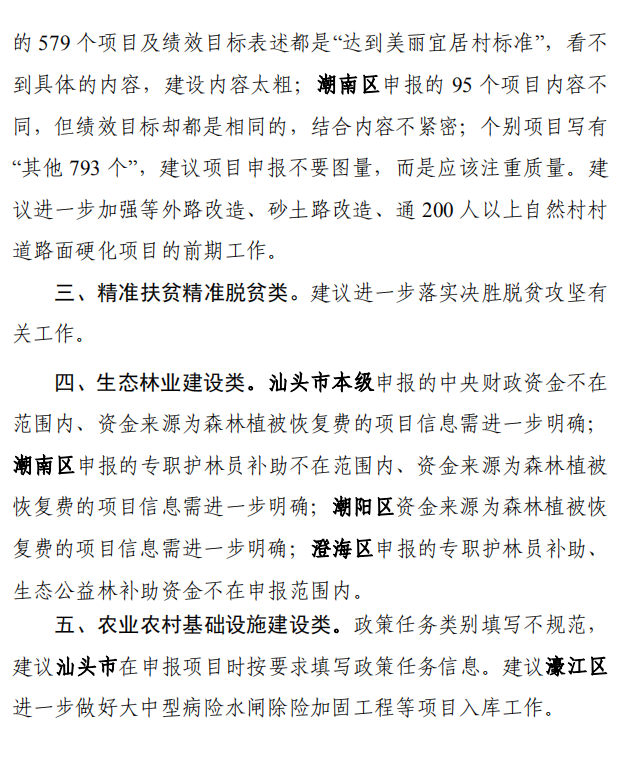 的 579 个项目及绩效目标表述都是“达到美丽宜居村标准”，看不
到具体的内容，建设内容太粗；潮南区申报的 95 个项目内容不
同，但绩效目标却都是相同的，结合内容不紧密；个别项目写有
“其他 793 个”，建议项目申报不要图量，而是应该注重质量。建
议进一步加强等外路改造、砂土路改造、通 200 人以上自然村村
道路面硬化项目的前期工作。
三、精准扶贫精准脱贫类。建议进一步落实决胜脱贫攻坚有
关工作。
四、生态林业建设类。汕头市本级申报的中央财政资金不在
范围内、资金来源为森林植被恢复费的项目信息需进一步明确；
潮南区申报的专职护林员补助不在范围内、资金来源为森林植被
恢复费的项目信息需进一步明确；潮阳区资金来源为森林植被恢
复费的项目信息需进一步明确；澄海区申报的专职护林员补助、
生态公益林补助资金不在申报范围内。
五、农业农村基础设施建设类。政策任务类别填写不规范，
建议汕头市在申报项目时按要求填写政策任务信息。建议濠江区
进一步做好大中型病险水闸除险加固工程等项目入库工作。